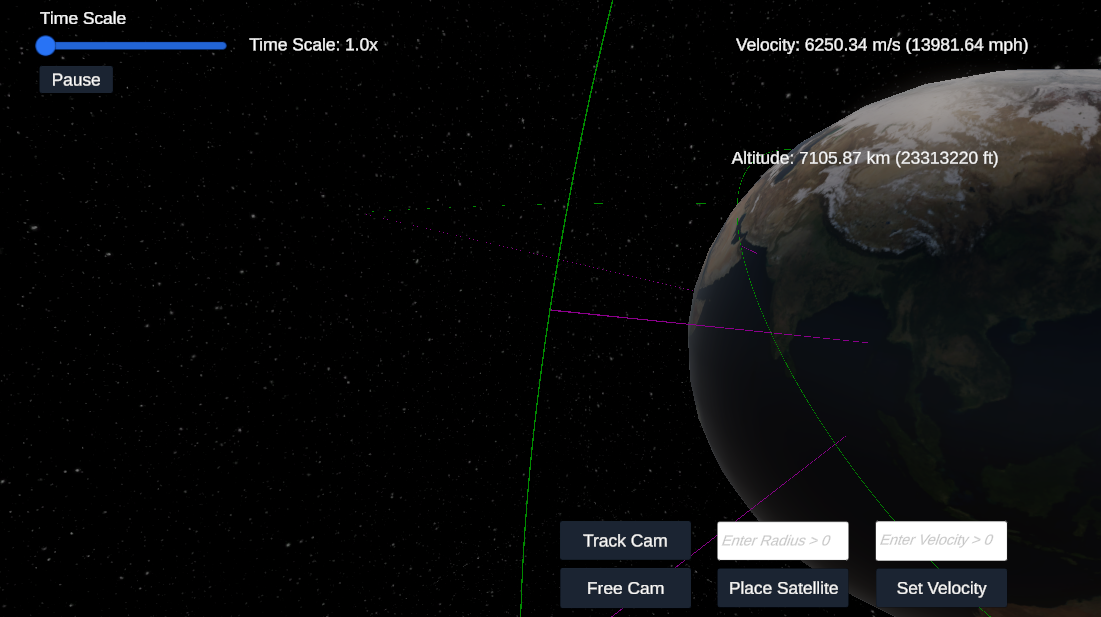 Time Scale
Time Scale: 1.0x
Velocity: 6250.34 m/s (13981.64 mph)
Pause
Altitude: 7105.87 km (23313220 ft)
Track Cam
Enter Radius > 0
Enter Velocity > 0
Free Cam
Place Satellite
Set Velocity